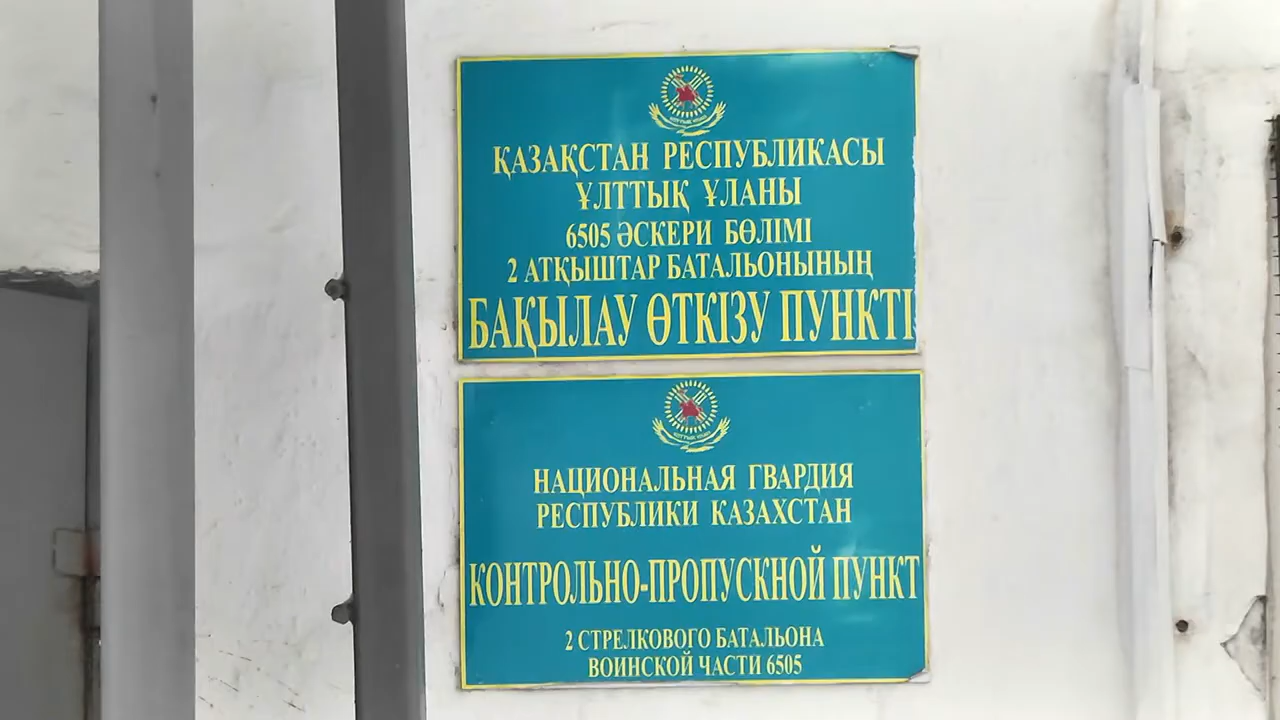 ҚАЗАҚСТАН РЕСПУБЛИКАСЫ
ҰЛТТЫҚ ҰЛАНЫ
6505 ӘСКЕРИ БӨЛІМІ
2 АТҚЫШТАР БАТАЛЬОНЫНЫҢ
БАҚЫЛАУ ӨТКІЗУ ПУНКТІ
НАЦИОНАЛЬНАЯ ГВАРДИЯ
РЕСПУБЛИКИ КАЗАХСТАН
КОНТРОЛЬНО-ПРОПУСКНОЙ ПУНКТ
2 СТРЕЛКОВОГО БАТАЛЬОНА
ВОИНСКОЙ ЧАСТИ 6505